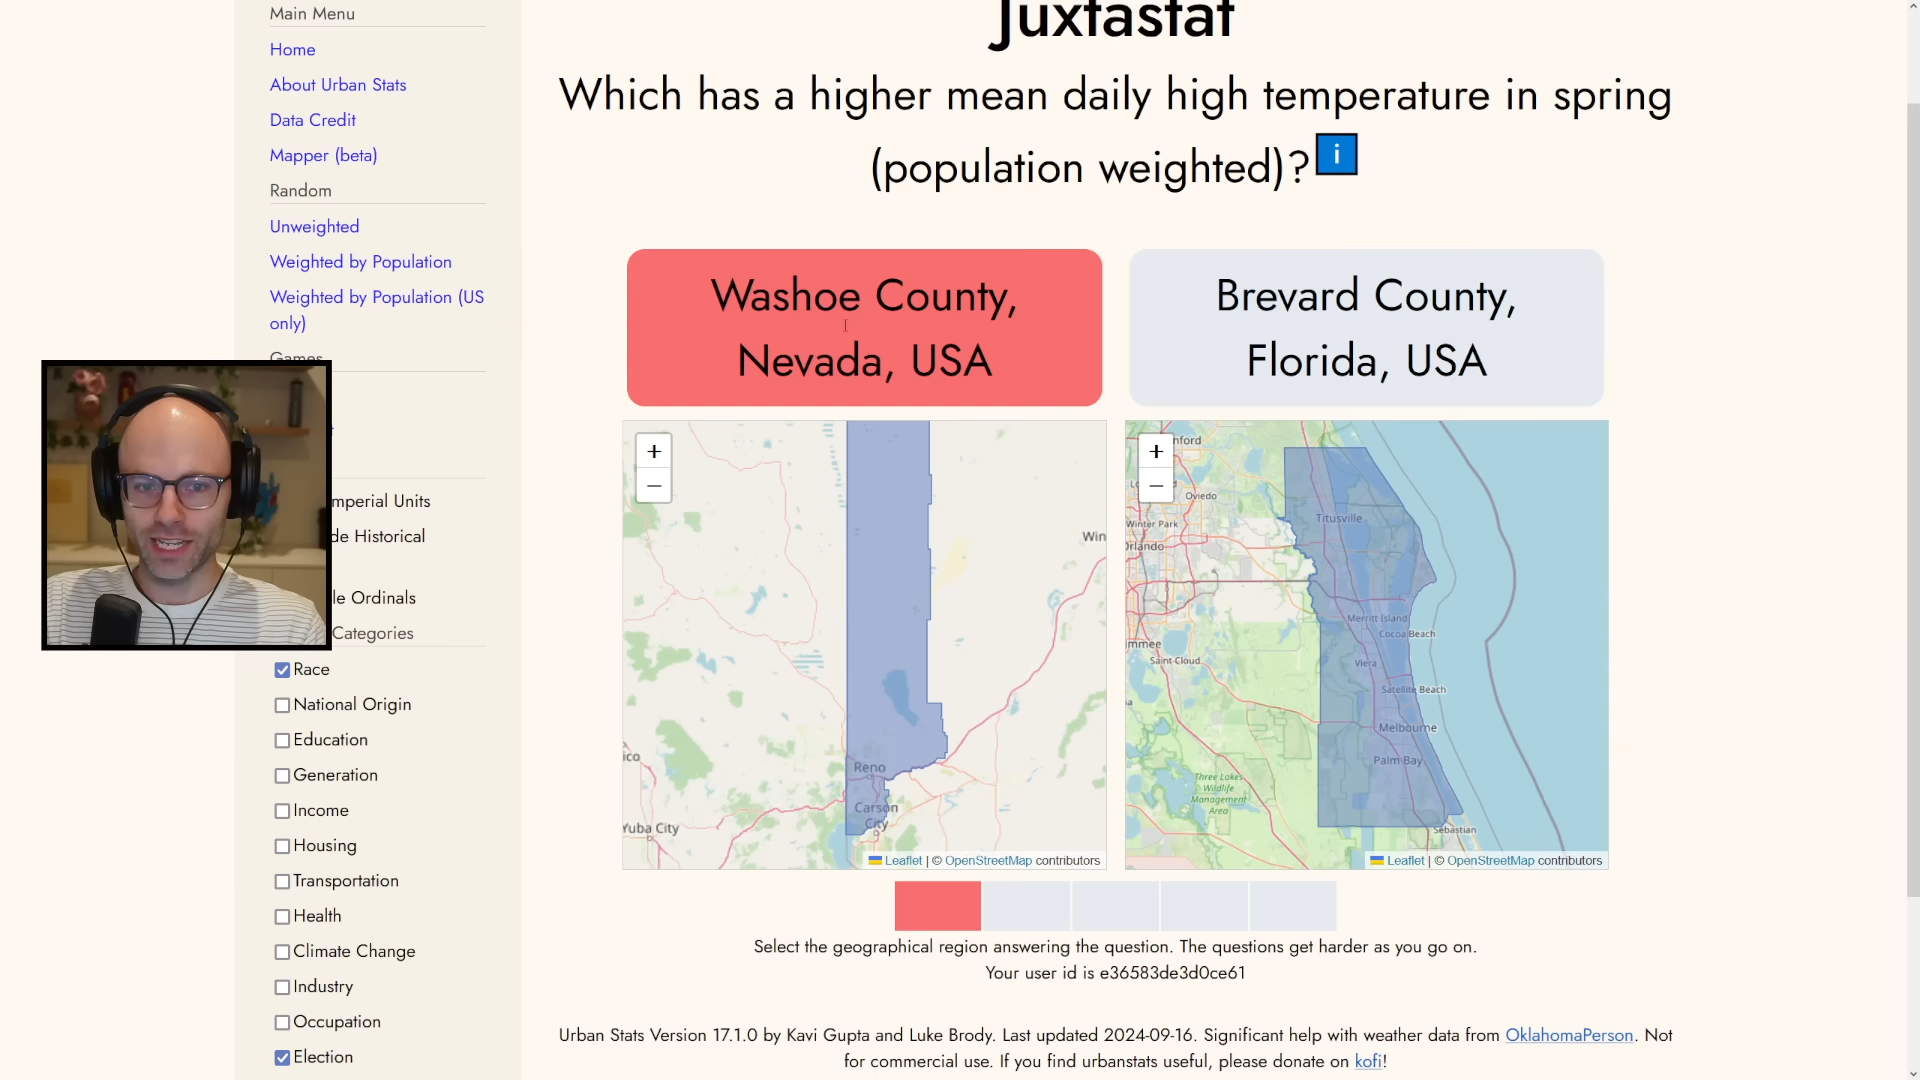 Main Menu
Home
About Urban Stats
Data Credit
Mapper (beta)
Random
Unweighted
Weighted by Population
Weighted by Population (US
only)
Games
mperial Units
de Historical
le Ordinals
Categories
Race
National Origin
Education
Generation
Income
Housing
Transportation
Health
Climate Change
Industry
Occupation
Election
Juxtastat
Which has a higher mean daily high temperature in spring
(population weighted)? i
Washoe County,
Nevada, USA
Brevard County,
Florida, USA
+
−
Win
Reno
Carson
City
Yuba City
ico
Leaflet | © OpenStreetMap contributors
+
−
nford
Oviedo
Winter Park
Orlando
Titusville
Merritt Island
Cocoa Beach
mmee
Saint Cloud
Viera
Satellite Beach
Melbourne
Palm Bay
Three Lakes
Wildlife
Management
Area
Sebastian
Leaflet | © OpenStreetMap contributors
Select the geographical region answering the question. The questions get harder as you go on.
Your user id is e36583de3d0ce61
Urban Stats Version 17.1.0 by Kavi Gupta and Luke Brody. Last updated 2024-09-16. Significant help with weather data from OklahomaPerson. Not
for commercial use. If you find urbanstats useful, please donate on kofi!